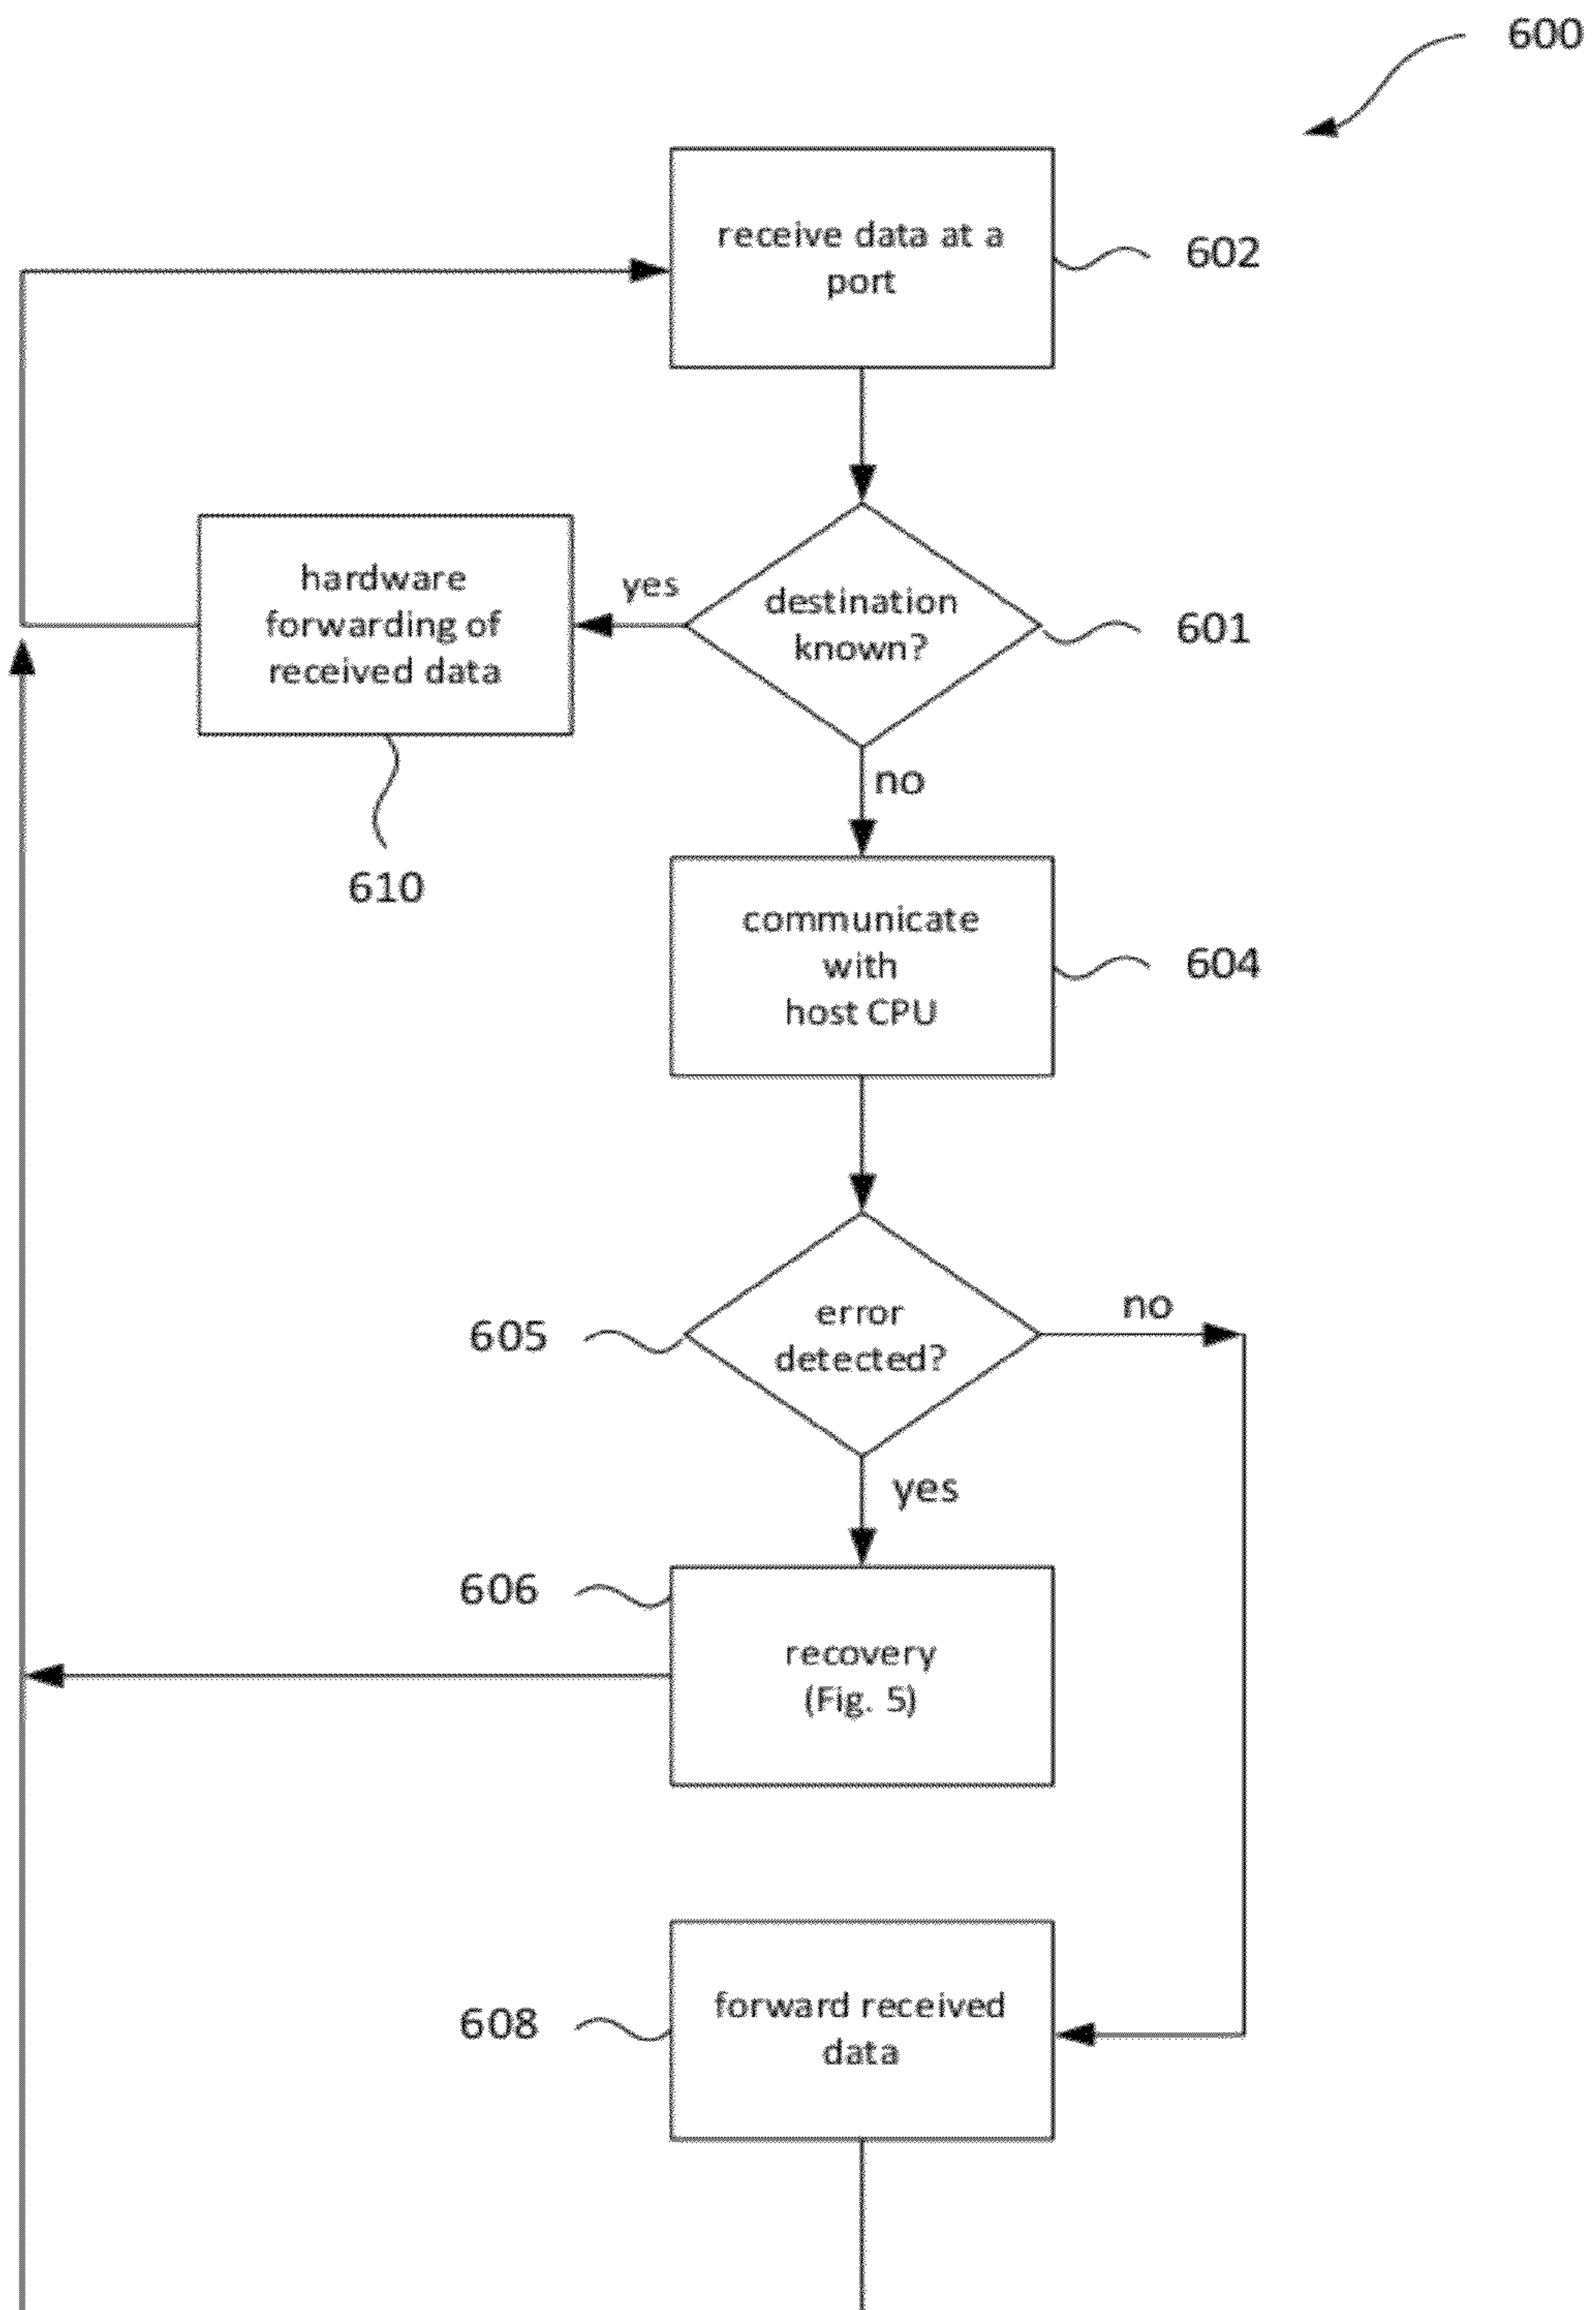 600
receive data at a
port
602
hardware
forwarding of
received data
yes
destination
known?
601
610
no
communicate
with
host CPU
604
605
error
detected?
no
yes
606
recovery
(Fig. 5)
608
forward received
data